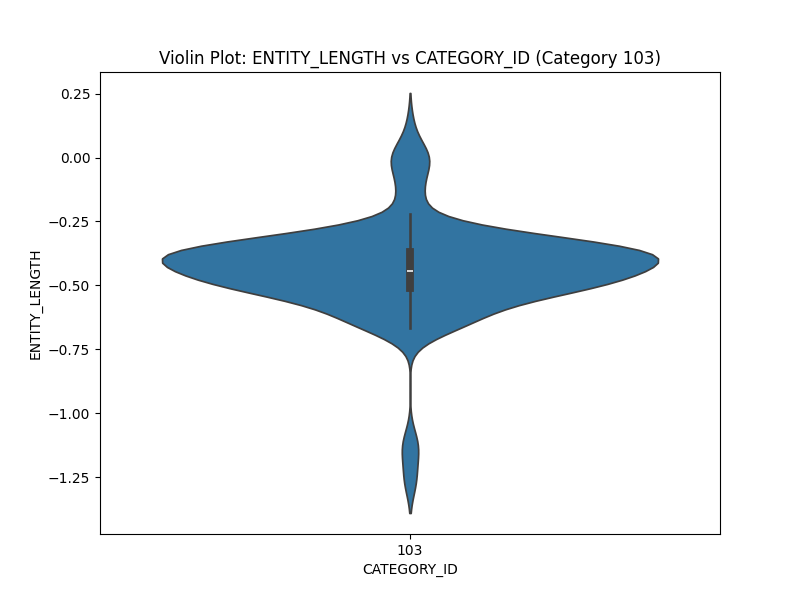 Violin Plot: ENTITY_LENGTH vs CATEGORY_ID (Category 103)
ENTITY_LENGTH
0.25
0.00
−0.25
−0.50
−0.75
−1.00
−1.25
103
CATEGORY_ID